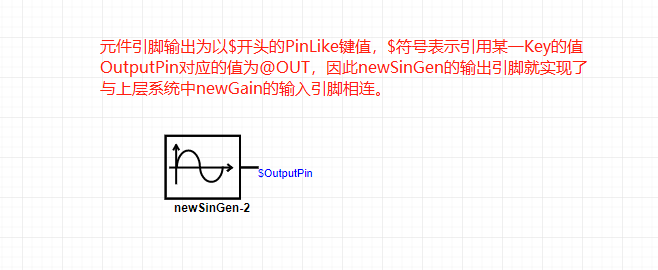 元件引脚输出为以$开头的PinLike键值，$符号表示引用某一Key的值
OutputPin对应的值为@OUT，因此newSinGen的输出引脚就实现了
与上层系统中newGain的输入引脚相连。
$OutputPin
newSinGen-2